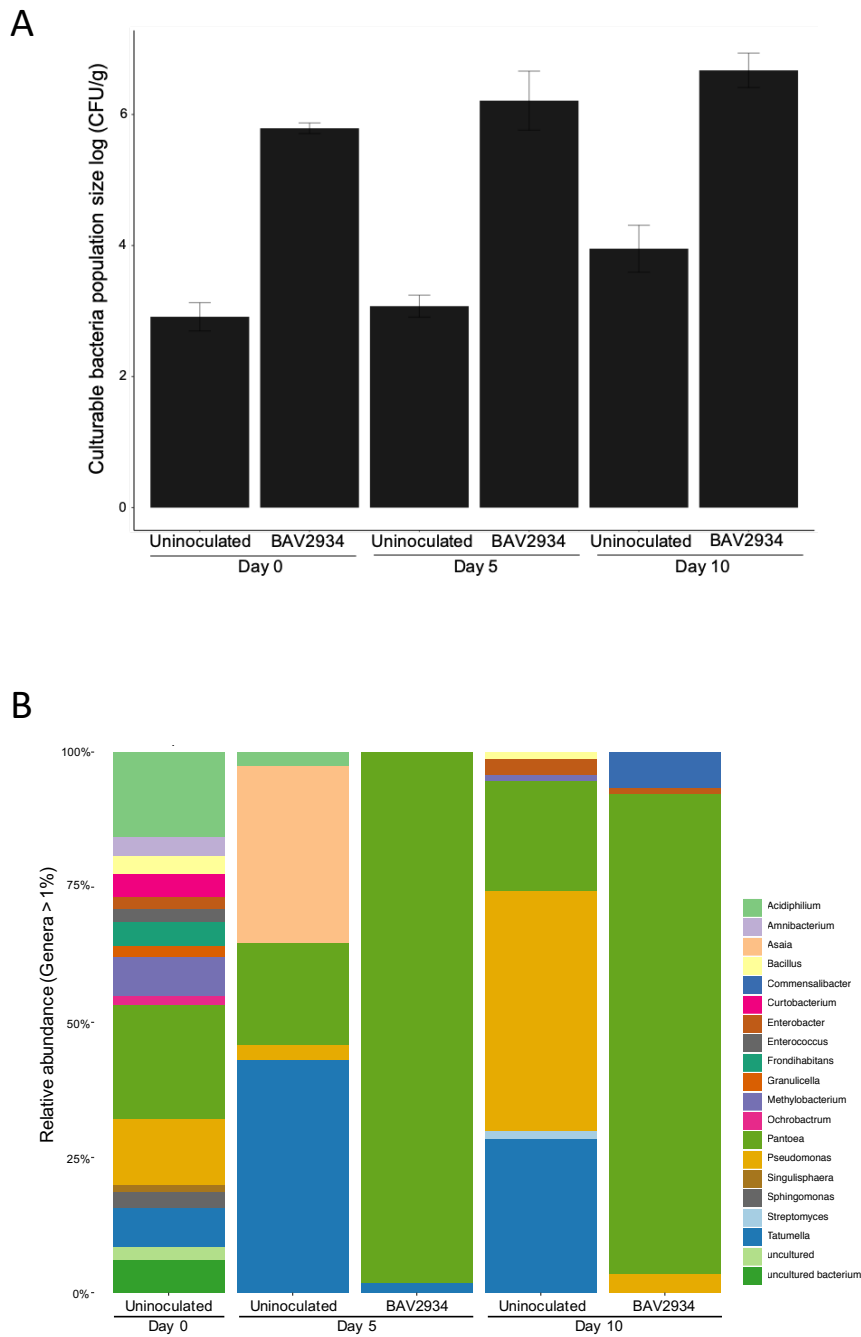 A
Culturable bacteria population size log (CFU/g)
6
4
2
0
Uninoculated BAV2934 Uninoculated BAV2934 Uninoculated BAV2934
Day 0 Day 5 Day 10
B
Relative abundance (Genera > 1%)
100%
75%
50%
25%
0%
Acidiphilium
Amnibacterium
Asaia
Bacillus
Commensalibacter
Curtobacterium
Enterobacter
Enterococcus
Frondihabitans
Granulicella
Methylobacterium
Ochrobactrum
Pantoea
Pseudomonas
Singulisphaera
Sphingomonas
Streptomyces
Tatumella
uncultured
uncultured bacterium
Uninoculated Uninoculated BAV2934 Uninoculated BAV2934
Day 0 Day 5 Day 10